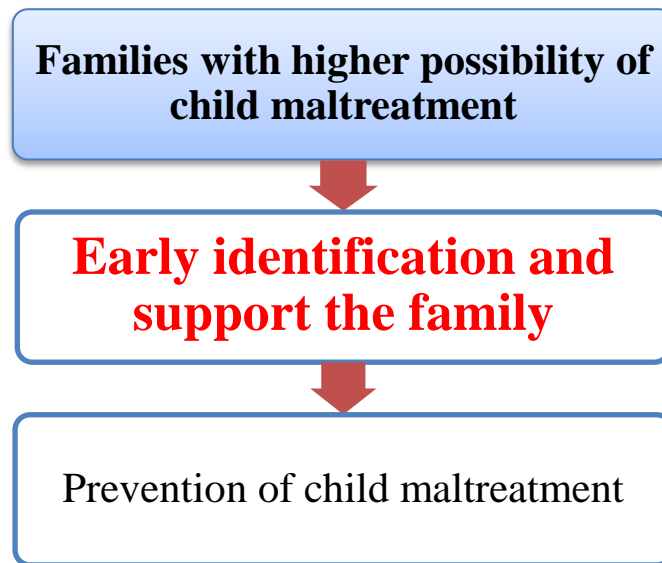 Families with higher possibility of
child maltreatment
Early identification and
support the family
Prevention of child maltreatment